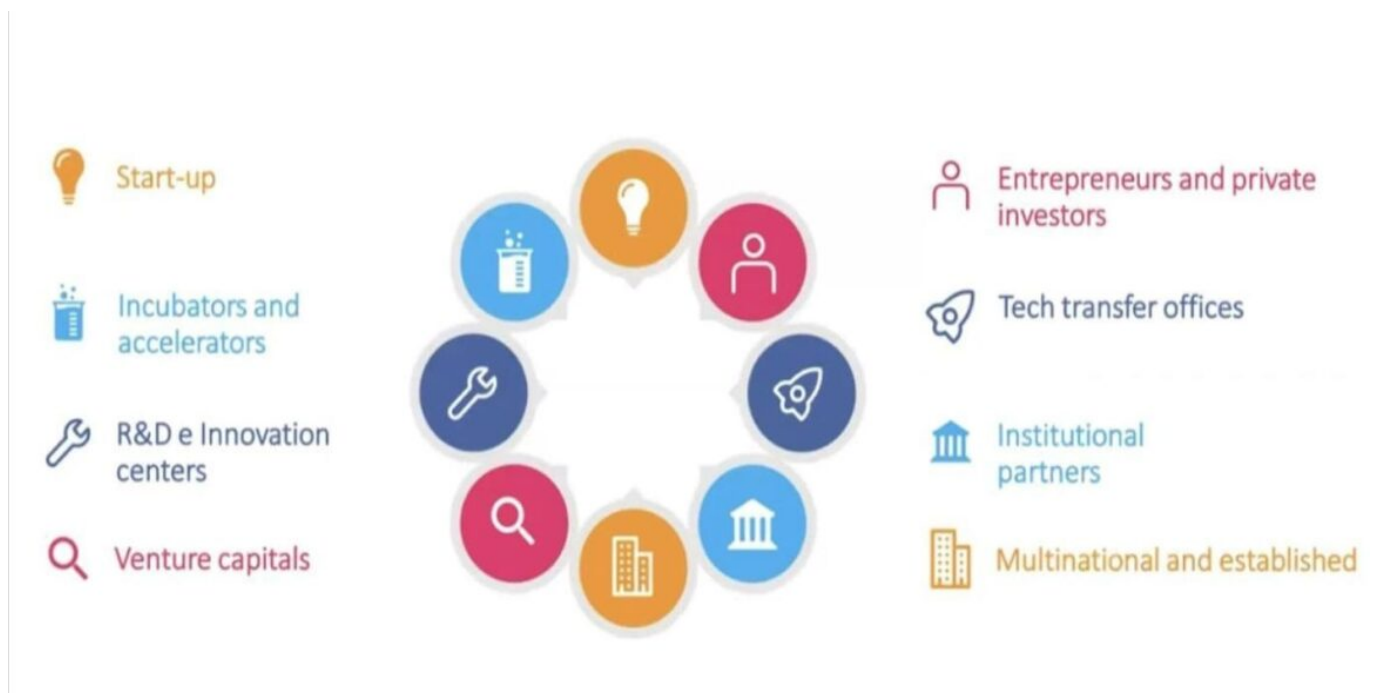 Start-up
Incubators and
accelerators
R&D e Innovation
centers
Venture capitals
Entrepreneurs and private
investors
Tech transfer offices
Institutional
partners
Multinational and established